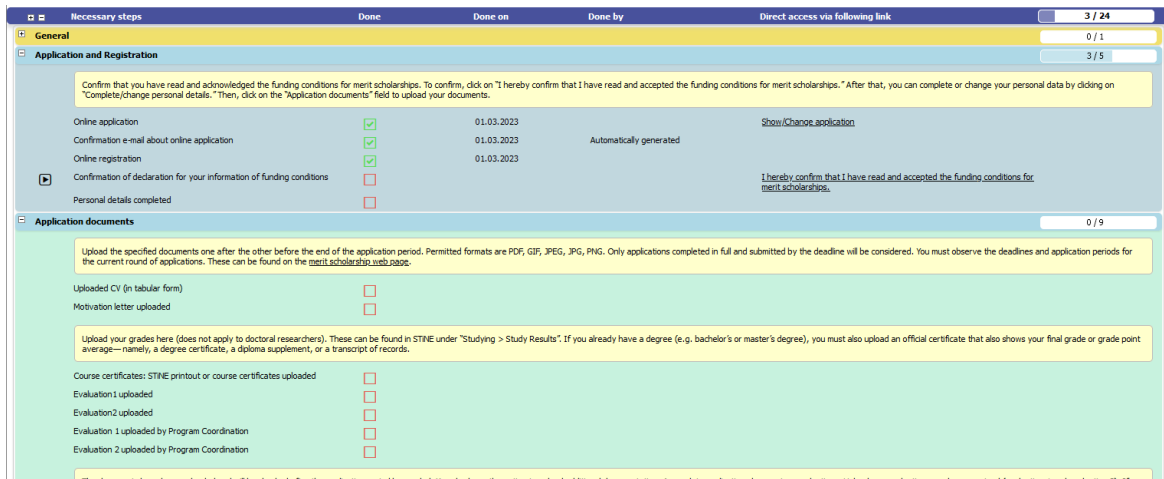 Necessary steps Done Done on Done by Direct access via following link 3 / 24
General 0 / 1
Application and Registration 3 / 5
Confirm that you have read and acknowledged the funding conditions for merit scholarships. To confirm, click on "I hereby confirm that I have read and accepted the funding conditions for merit scholarships." After that, you can complete or change your personal data by clicking on
"Complete/change personal details." Then, click on the "Application documents" field to upload your documents.
Online application 01.03.2023 Show/Change application
Confirmation e-mail about online application 01.03.2023 Automatically generated
Online registration 01.03.2023
Confirmation of declaration for your information of funding conditions I hereby confirm that I have read and accepted the funding conditions for
merit scholarships.
Personal details completed
Application documents 0 / 9
Upload the specified documents one after the other before the end of the application period. Permitted formats are PDF, GIF, JPEG, JPG, PNG. Only applications completed in full and submitted by the deadline will be considered. You must observe the deadlines and application periods for
the current round of applications. These can be found on the merit scholarship web page.
Uploaded CV (in tabular form)
Motivation letter uploaded
Upload your grades here (does not apply to doctoral researchers). These can be found in STiNE under "Studying > Study Results". If you already have a degree (e.g. bachelor's or master's degree), you must also upload an official certificate that also shows your final grade or grade point
average—namely, a degree certificate, a diploma supplement, or a transcript of records.
Course certificates: STiNE printout or course certificates uploaded
Evaluation1 uploaded
Evaluation2 uploaded
Evaluation 1 uploaded by Program Coordination
Evaluation 2 uploaded by Program Coordination